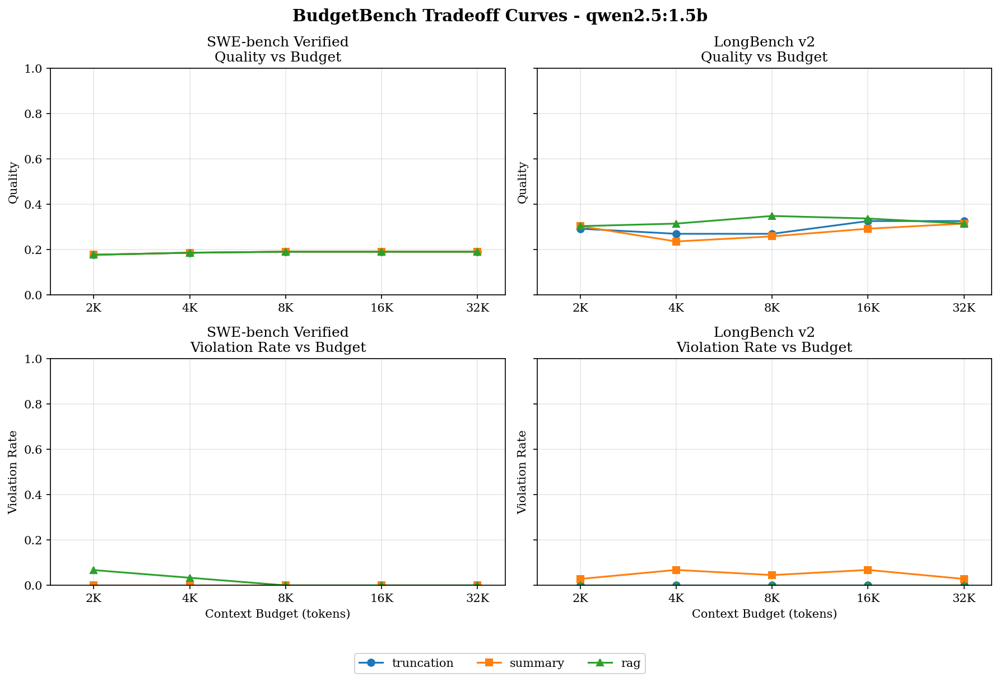 BudgetBench Tradeoff Curves - qwen2.5:1.5b
SWE-bench Verified
Quality vs Budget
1.0
0.8
0.6
0.4
0.2
0.0
Quality
2K 4K 8K 16K 32K
LongBench v2
Quality vs Budget
Quality
2K 4K 8K 16K 32K
SWE-bench Verified
Violation Rate vs Budget
1.0
0.8
0.6
0.4
0.2
0.0
Violation Rate
2K 4K 8K 16K 32K
Context Budget (tokens)
LongBench v2
Violation Rate vs Budget
Violation Rate
2K 4K 8K 16K 32K
Context Budget (tokens)
truncation summary rag